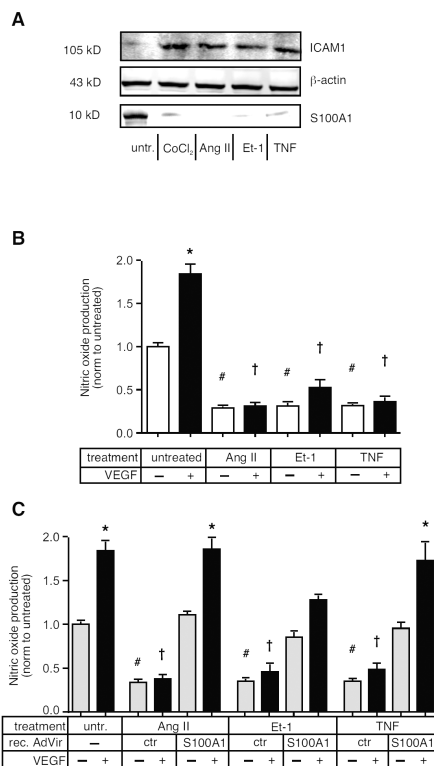 A
105 kD
ICAM1
43 kD
β-actin
10 kD
S100A1
untr. CoCl2 Ang II Et-1 TNF
B
Nitric oxide production
(norm to untreated)
2.0
1.5
1.0
0.5
0.0
*
# † # † # †
treatment untreated Ang II Et-1 TNF
VEGF – + – + – + – +
C
Nitric oxide production
(norm to untreated)
2.0
1.5
1.0
0.5
0.0
* * *
# † # † # †
treatment untr. Ang II Et-1 TNF
rec. AdVir – ctr S100A1 ctr S100A1 ctr S100A1
VEGF – + – + – + – + – + – + – +